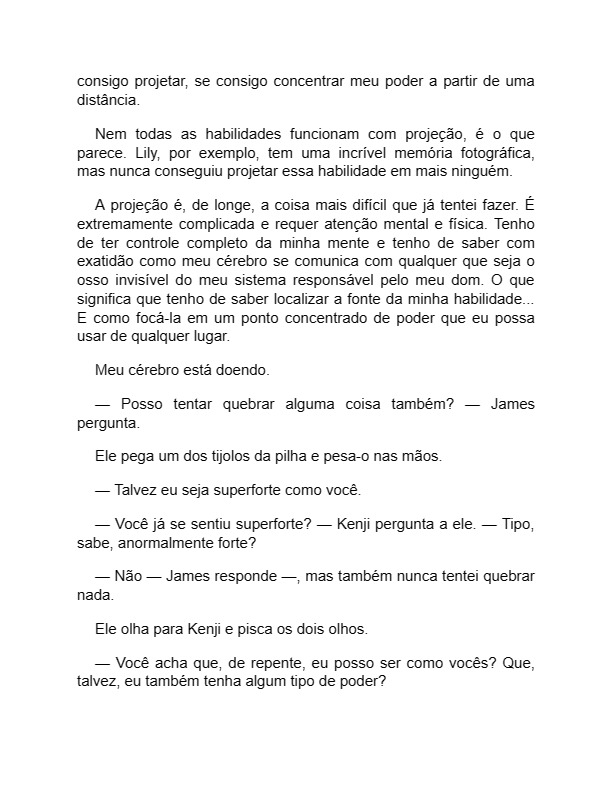 consigo projetar, se consigo concentrar meu poder a partir de uma
distância.
Nem todas as habilidades funcionam com projeção, é o que
parece. Lily, por exemplo, tem uma incrível memória fotográfica,
mas nunca conseguiu projetar essa habilidade em mais ninguém.
A projeção é, de longe, a coisa mais difícil que já tentei fazer. É
extremamente complicada e requer atenção mental e física. Tenho
de ter controle completo da minha mente e tenho de saber com
exatidão como meu cérebro se comunica com qualquer que seja o
osso invisível do meu sistema responsável pelo meu dom. O que
significa que tenho de saber localizar a fonte da minha habilidade...
E como focá-la em um ponto concentrado de poder que eu possa
usar de qualquer lugar.
Meu cérebro está doendo.
— Posso tentar quebrar alguma coisa também? — James
pergunta.
Ele pega um dos tijolos da pilha e pesa-o nas mãos.
— Talvez eu seja superforte como você.
— Você já se sentiu superforte? — Kenji pergunta a ele. — Tipo,
sabe, anormalmente forte?
— Não — James responde —, mas também nunca tentei quebrar
nada.
Ele olha para Kenji e pisca os dois olhos.
— Você acha que, de repente, eu posso ser como vocês? Que,
talvez, eu também tenha algum tipo de poder?